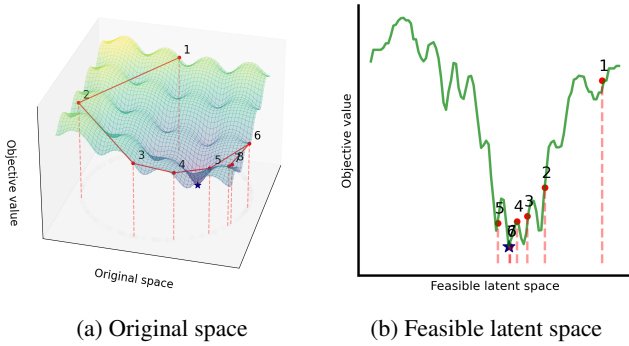 1
2
3
4
5
6
8
Objective value
Original space
(a) Original space
1
2
3
4
5
6
Objective value
Feasible latent space
(b) Feasible latent space